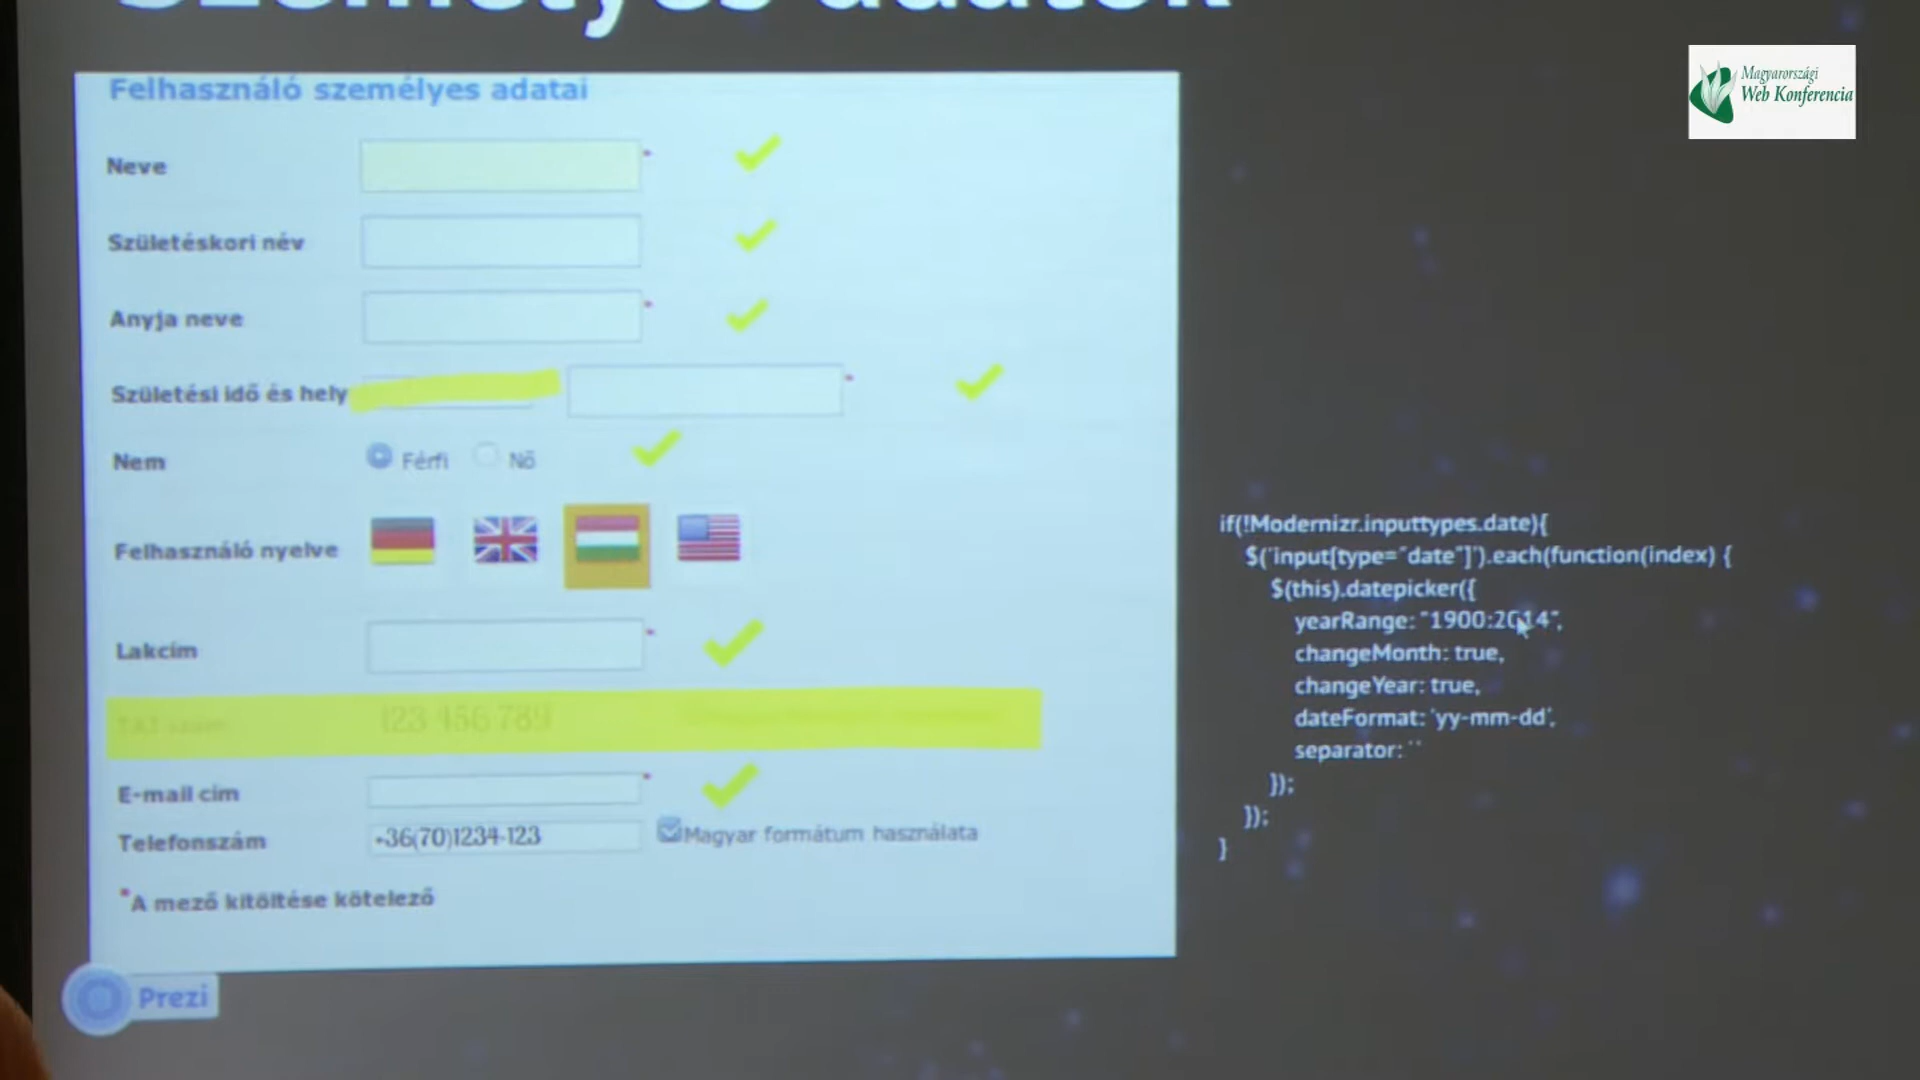 Személyes adatok
Magyarországi
Web Konferencia
Felhasználó személyes adatai
Neve *
Születéskori név
Anyja neve *
Születési idő és hely *
Nem Férfi Nő
Felhasználó nyelve
Lakcím *
123 456 789
E-mail cím *
Telefonszám +36(70)1234-123 Magyar formátum használata
*A mező kitöltése kötelező
Prezi
if(!Modernizr.inputtypes.date){
$('input[type="date"]').each(function(index) {
$(this).datepicker({
yearRange: "1900:2014",
changeMonth: true,
changeYear: true,
dateFormat: 'yy-mm-dd',
separator: ''
});
});
}